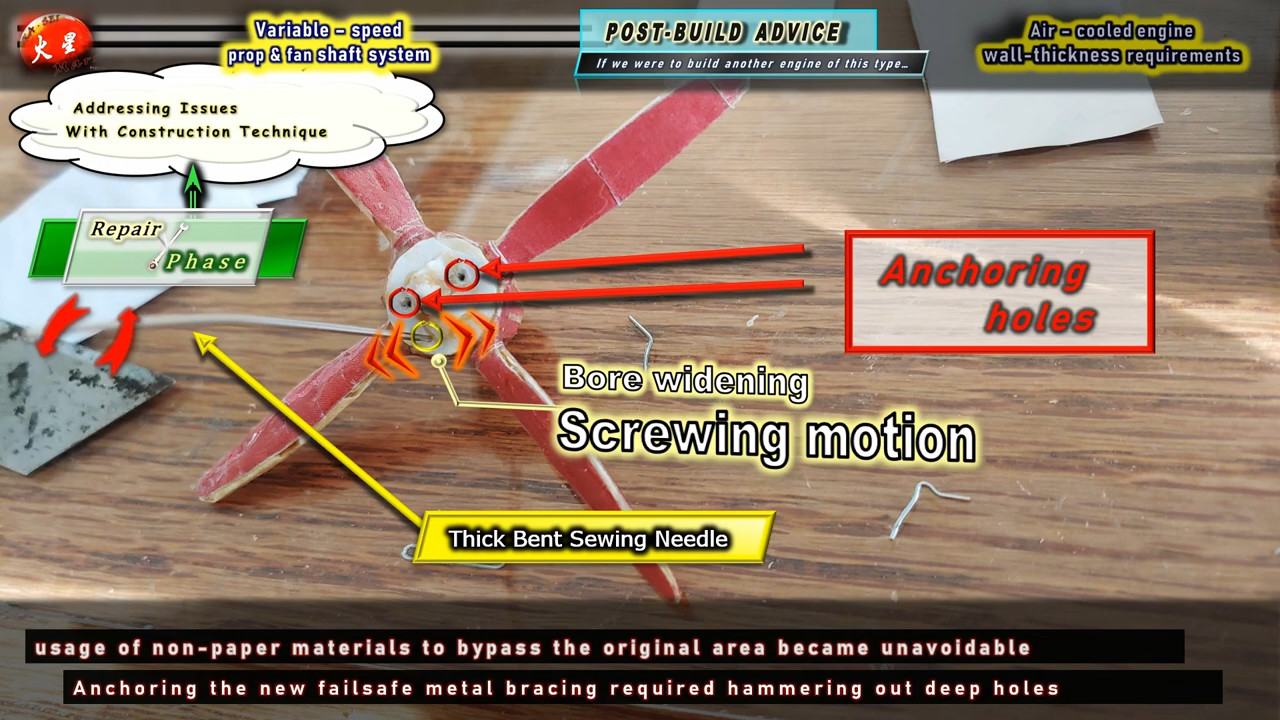 火星
Variable - speed
prop & fan shaft system
POST-BUILD ADVICE
If we were to build another engine of this type...
Air - cooled engine
wall-thickness requirements
Addressing Issues
With Construction Technique
Repair
Phase
Anchoring
holes
Bore widening
Screwing motion
Thick Bent Sewing Needle
usage of non-paper materials to bypass the original area became unavoidable
Anchoring the new failsafe metal bracing required hammering out deep holes